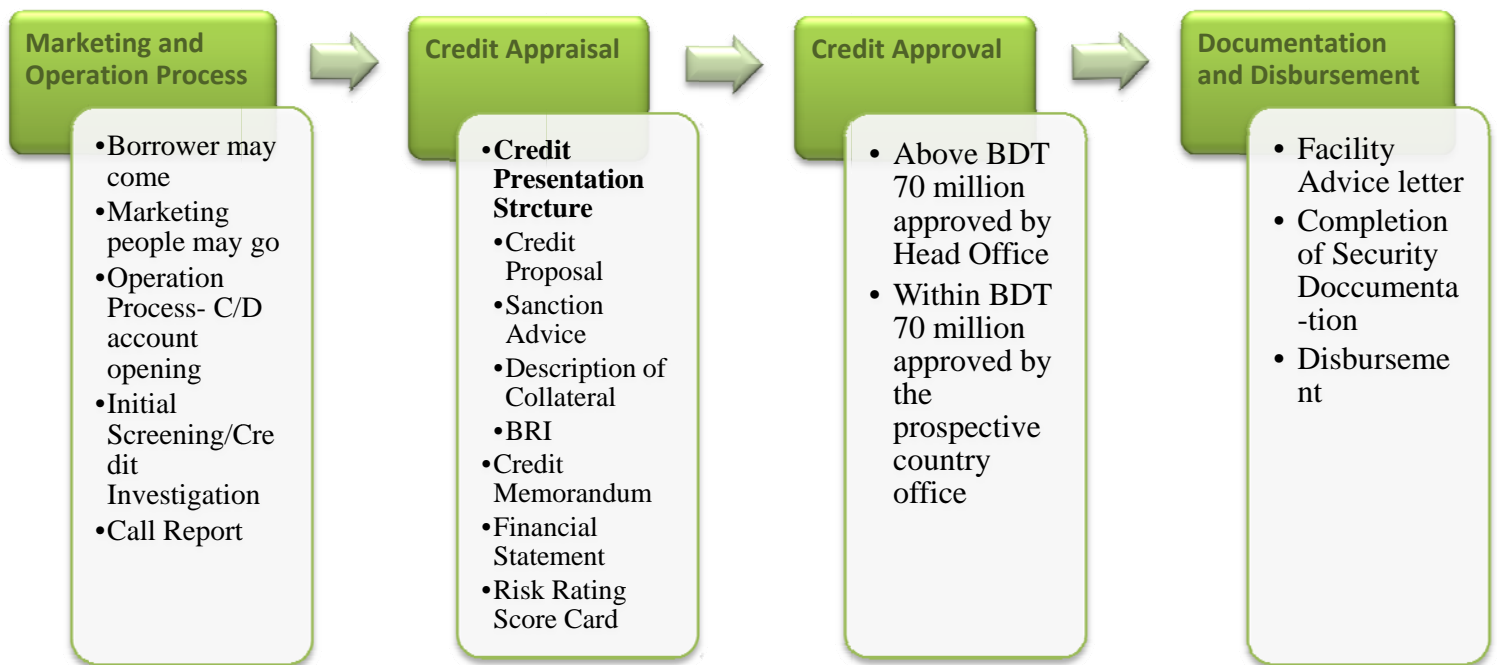 Marketing and
Operation Process
•Borrower may
come
•Marketing
people may go
•Operation
Process- C/D
account
opening
•Initial
Screening/Cre
dit
Investigation
•Call Report
Credit Appraisal
•Credit
Presentation
Strcture
•Credit
Proposal
•Sanction
Advice
•Description of
Collateral
•BRI
•Credit
Memorandum
•Financial
Statement
•Risk Rating
Score Card
Credit Approval
• Above BDT
70 million
approved by
Head Office
• Within BDT
70 million
approved by
the
prospective
country
office
Documentation
and Disbursement
• Facility
Advice letter
• Completion
of Security
Doccumenta
-tion
• Disburseme
nt